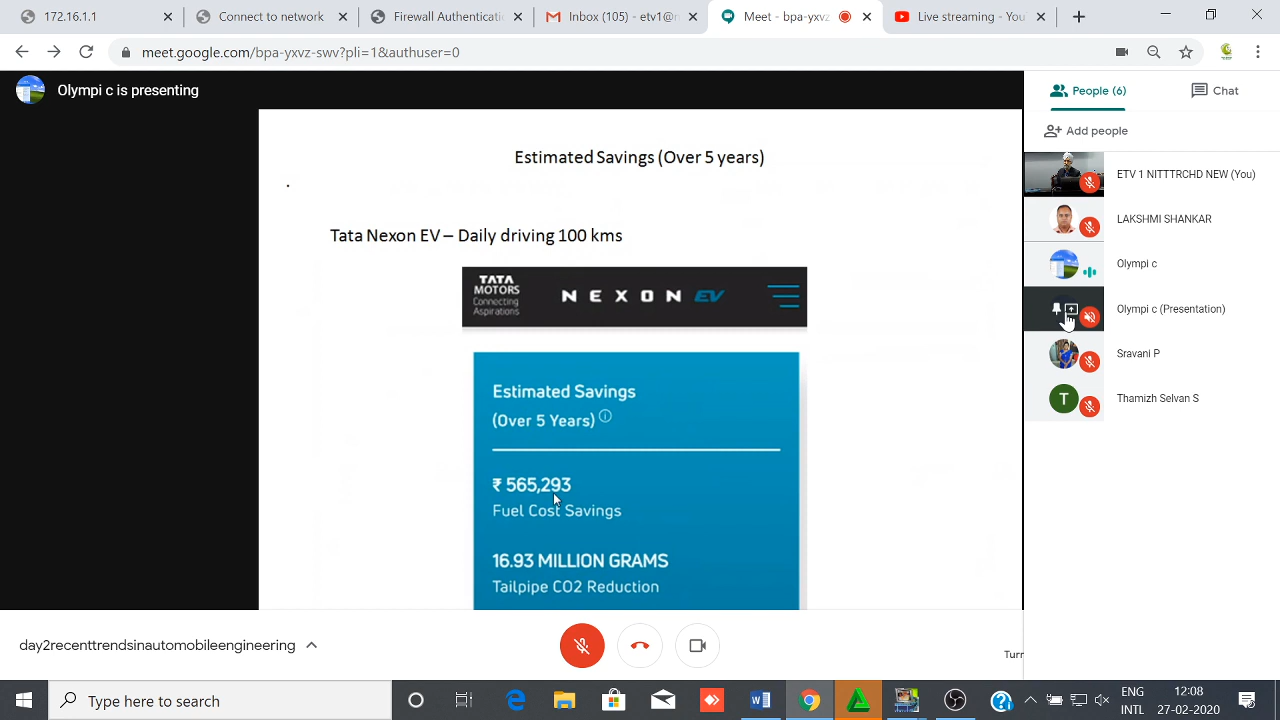 172.16.1.
Connect to network
Firewall Authenticati
Inbox (105)
etv1@n
Meet - bpa-yxvz
Live streaming - You
meet.google.com/bpa-yxvz-swv?pli=1&authuser=0
Olympi c is presenting
People (6)
Chat
Add people
Estimated Savings (Over 5 years)
.
Tata Nexon EV – Daily driving 100 kms
TATA
MOTORS
Connecting
Aspirations
NEXON EV
Estimated Savings
(Over 5 Years)
₹ 565,293
Fuel Cost Savings
16.93 MILLION GRAMS
Tailpipe CO2 Reduction
ETV 1 NITTTRCHD NEW (You)
LAKSHMI SHANKAR
Olympi c
Olympi c (Presentation)
Sravani P
T
Thamizh Selvan S
day2recenttrendsinautomobileengineering
Turn
Type here to search
ENG
INTL
12:08
27-02-2020